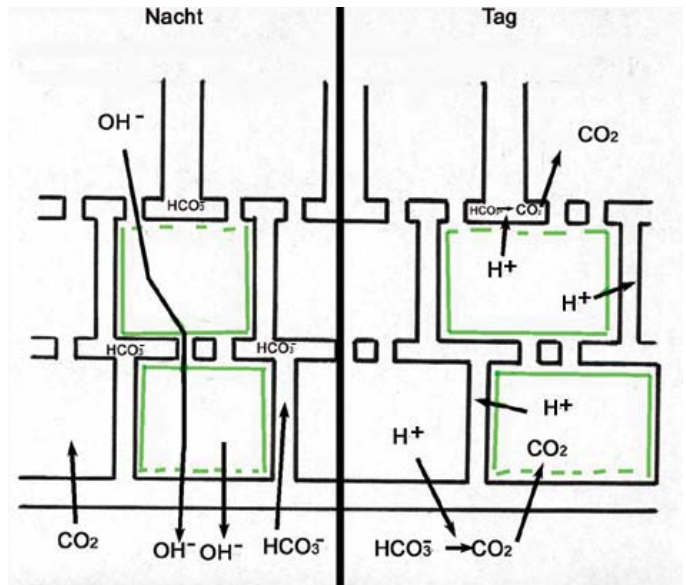 Nacht
Tag
OH⁻
CO₂
HCO₃⁻
HCO₃⁻ → CO₂
H+
H+
HCO₃⁻
HCO₃⁻
H+
H+
CO₂
CO₂
OH⁻
OH⁻
HCO₃⁻
HCO₃⁻ → CO₂